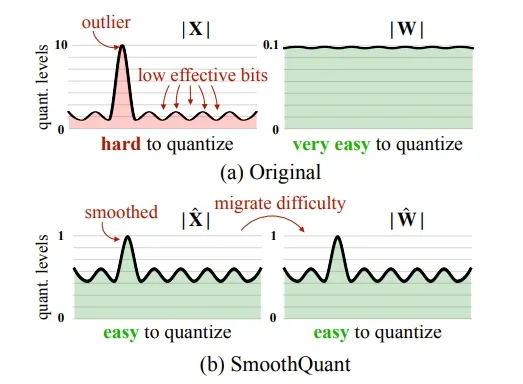 outlier
|X|
|W|
10
0.1
quant. levels
low effective bits
0
0
hard to quantize
very easy to quantize
(a) Original
smoothed
|X̂|
migrate difficulty
|Ŵ|
1
1
quant. levels
0
0
easy to quantize
easy to quantize
(b) SmoothQuant